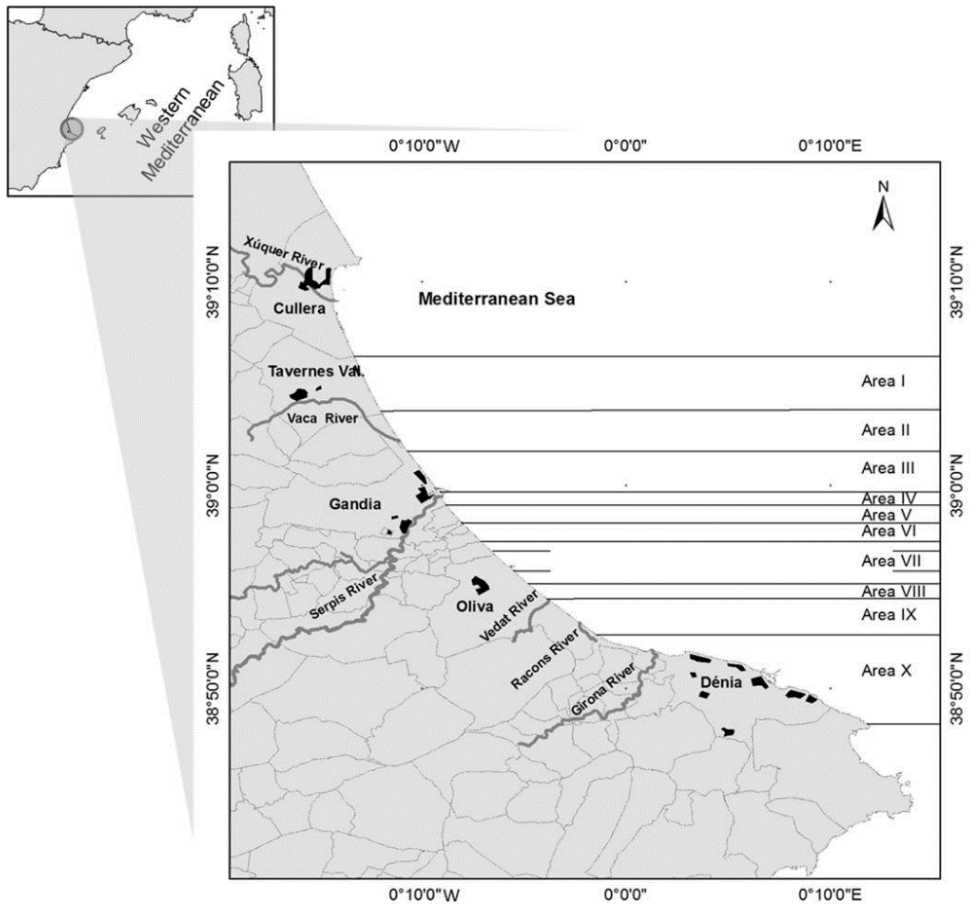 Western
Mediterranean
0°10'0"W
0°0'0"
0°10'0"E
N
39°10'0"N
39°10'0"N
Xúquer River
Cullera
Mediterranean Sea
Tavernes Val.
Area I
Vaca River
Area II
39°0'0"N
39°0'0"N
Area III
Gandia
Area IV
Area V
Area VI
Area VII
Serpis River
Oliva
Vedat River
Area VIII
Area IX
38°50'0"N
38°50'0"N
Racons River
Girona River
Dénia
Area X
0°10'0"W
0°0'0"
0°10'0"E